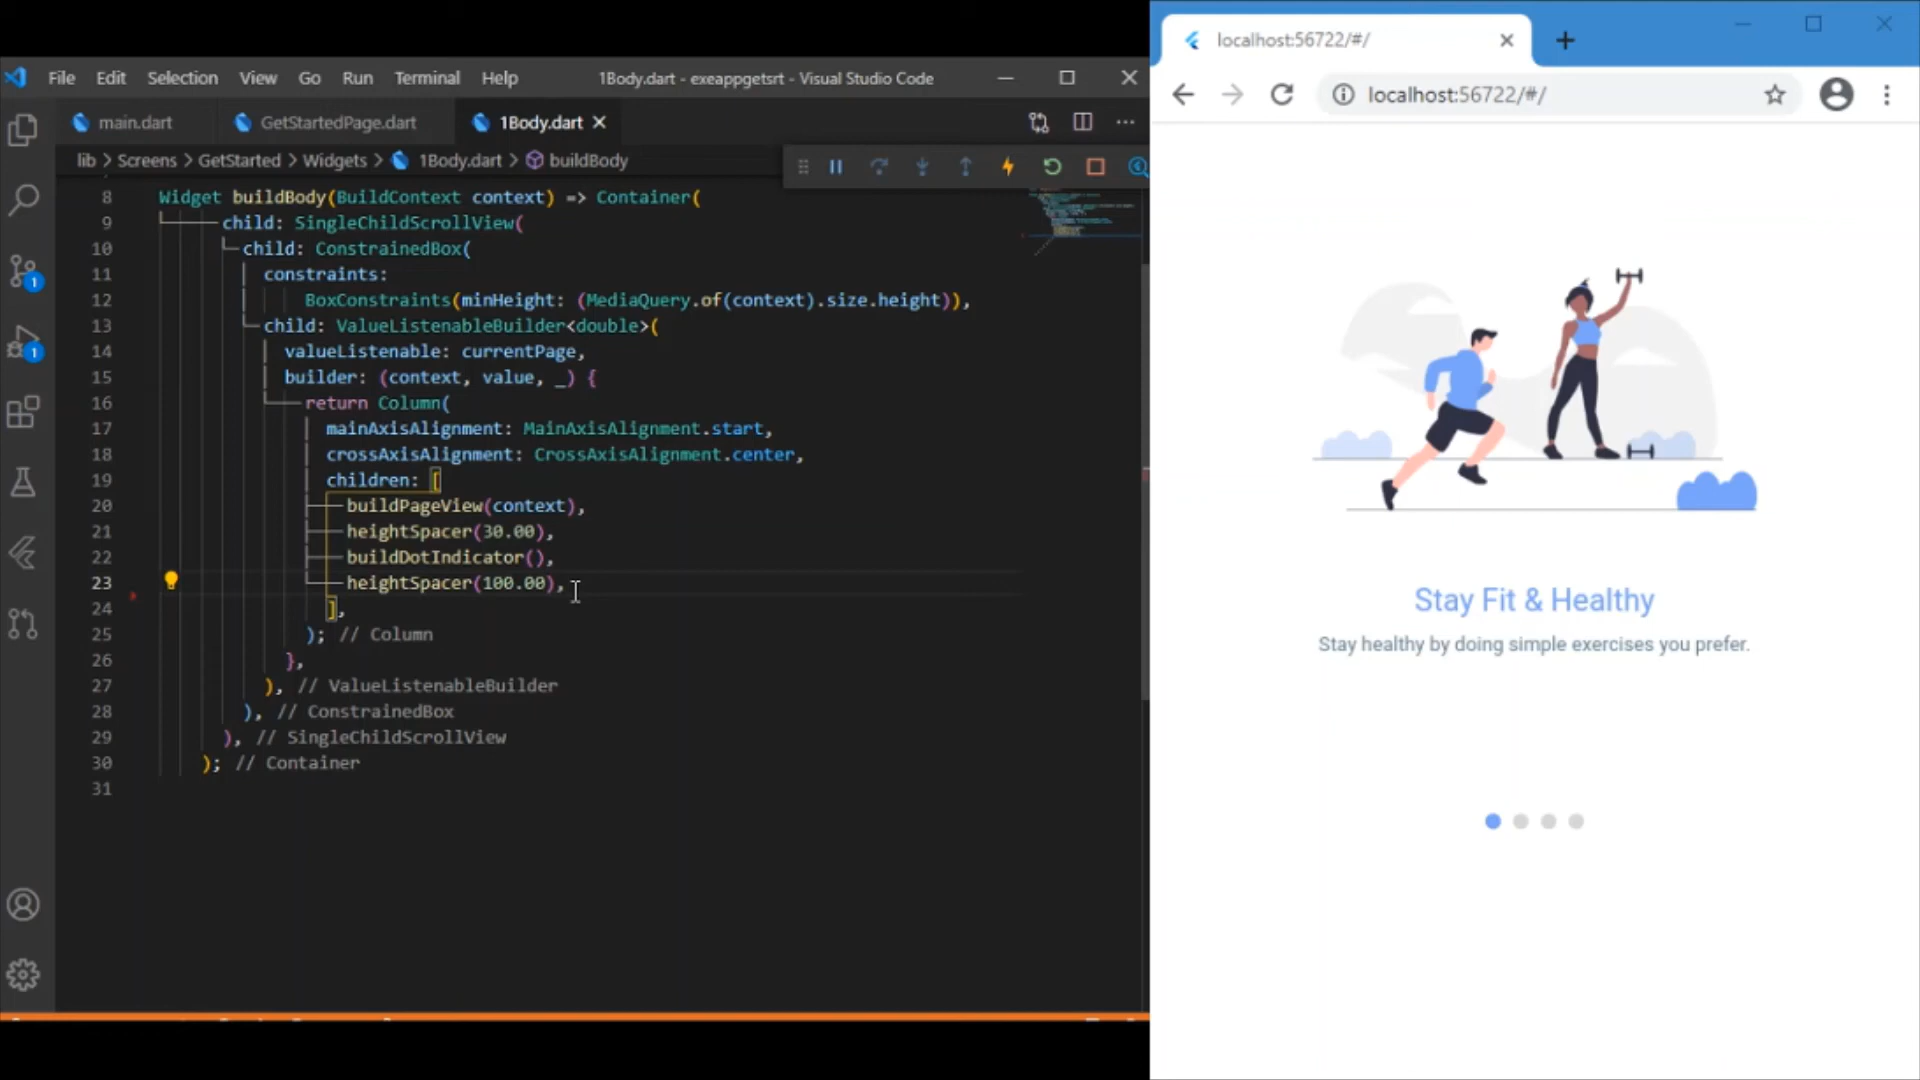 File Edit Selection View Go Run Terminal Help 1Body.dart - exeappgetsrt - Visual Studio Code
main.dart GetStartedPage.dart 1Body.dart
lib > Screens > GetStarted > Widgets > 1Body.dart > buildBody
8 Widget buildBody(BuildContext context) => Container(
9 child: SingleChildScrollView(
10 child: ConstrainedBox(
11 constraints:
12 BoxConstraints(minHeight: (MediaQuery.of(context).size.height)),
13 child: ValueListenableBuilder<double>(
14 valueListenable: currentPage,
15 builder: (context, value, _) {
16 return Column(
17 mainAxisAlignment: MainAxisAlignment.start,
18 crossAxisAlignment: CrossAxisAlignment.center,
19 children: [
20 buildPageView(context),
21 heightSpacer(30.00),
22 buildDotIndicator(),
23 heightSpacer(100.00),
24 ],
25 ); // Column
26 },
27 ), // ValueListenableBuilder
28 ), // ConstrainedBox
29 ), // SingleChildScrollView
30 ); // Container
31
1
1
localhost:56722/#/
localhost:56722/#/
Stay Fit & Healthy
Stay healthy by doing simple exercises you prefer.